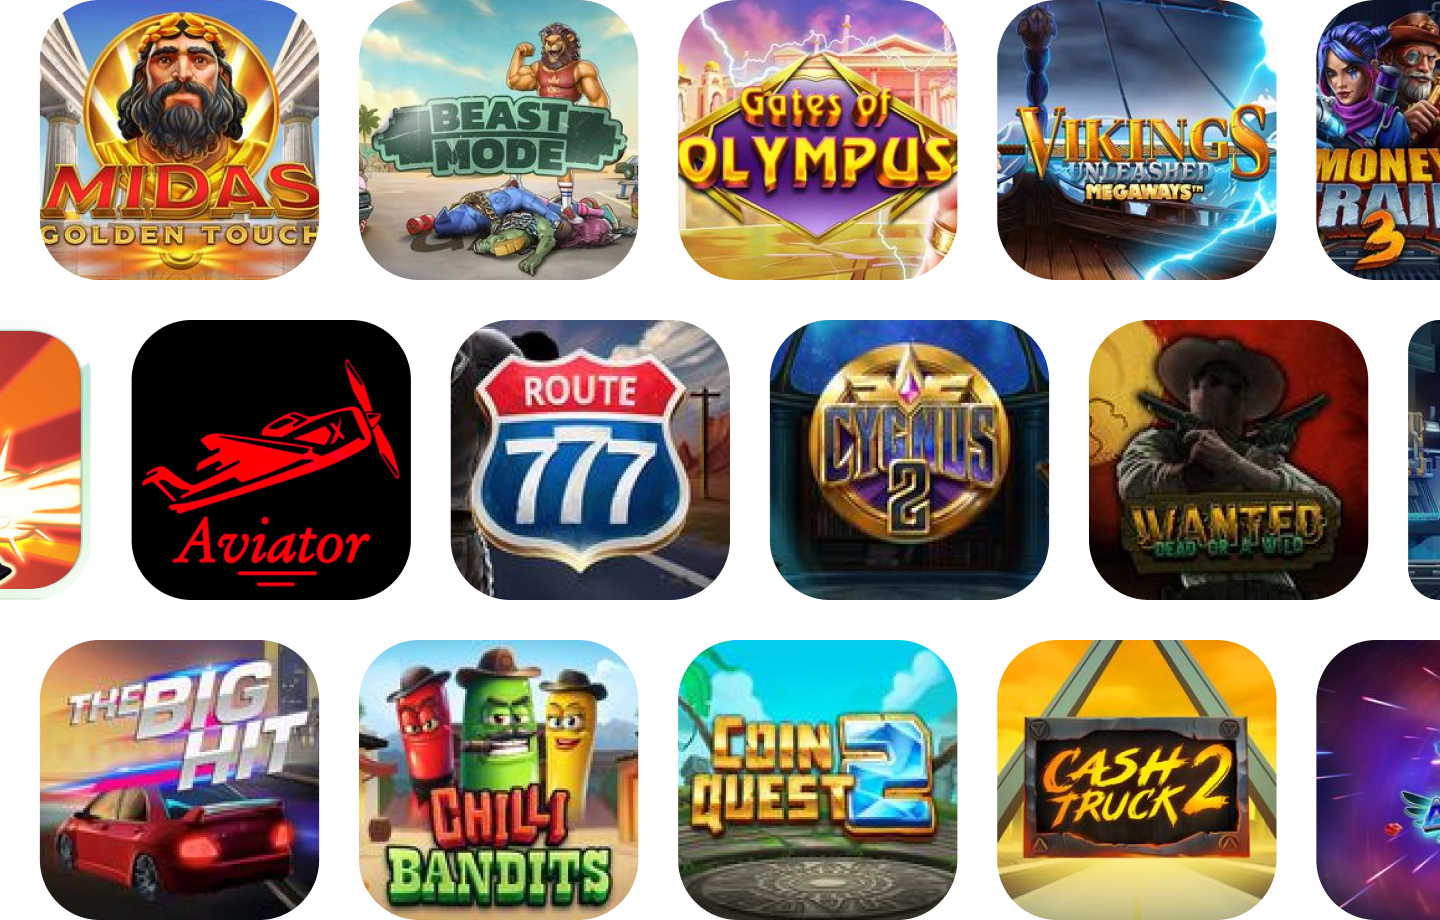 MIDAS
GOLDEN TOUCH
BEAST
MODE
Gates of
OLYMPUS
VIKINGS
UNLEASHED
MEGAWAYS™
MONEY
TRAIN
3
X
Aviator
ROUTE
777
CYGNUS
2
WANTED
DEAD OR A WILD
THE BIG
HIT
CHILLI
BANDITS
COIN
QUEST 2
CASH
TRUCK 2